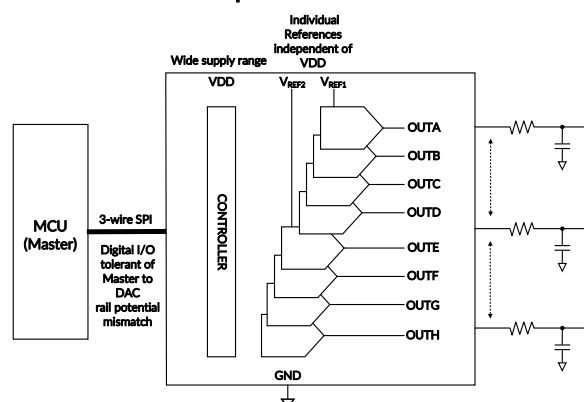 Individual
References
independent of
VDD
Wide supply range
VDD
VREF2
VREF1
OUTA
OUTB
OUTC
OUTD
OUTE
OUTF
OUTG
OUTH
CONTROLLER
MCU
(Master)
3-wire SPI
Digital I/O
tolerant of
Master to
DAC
rail potential
mismatch
GND